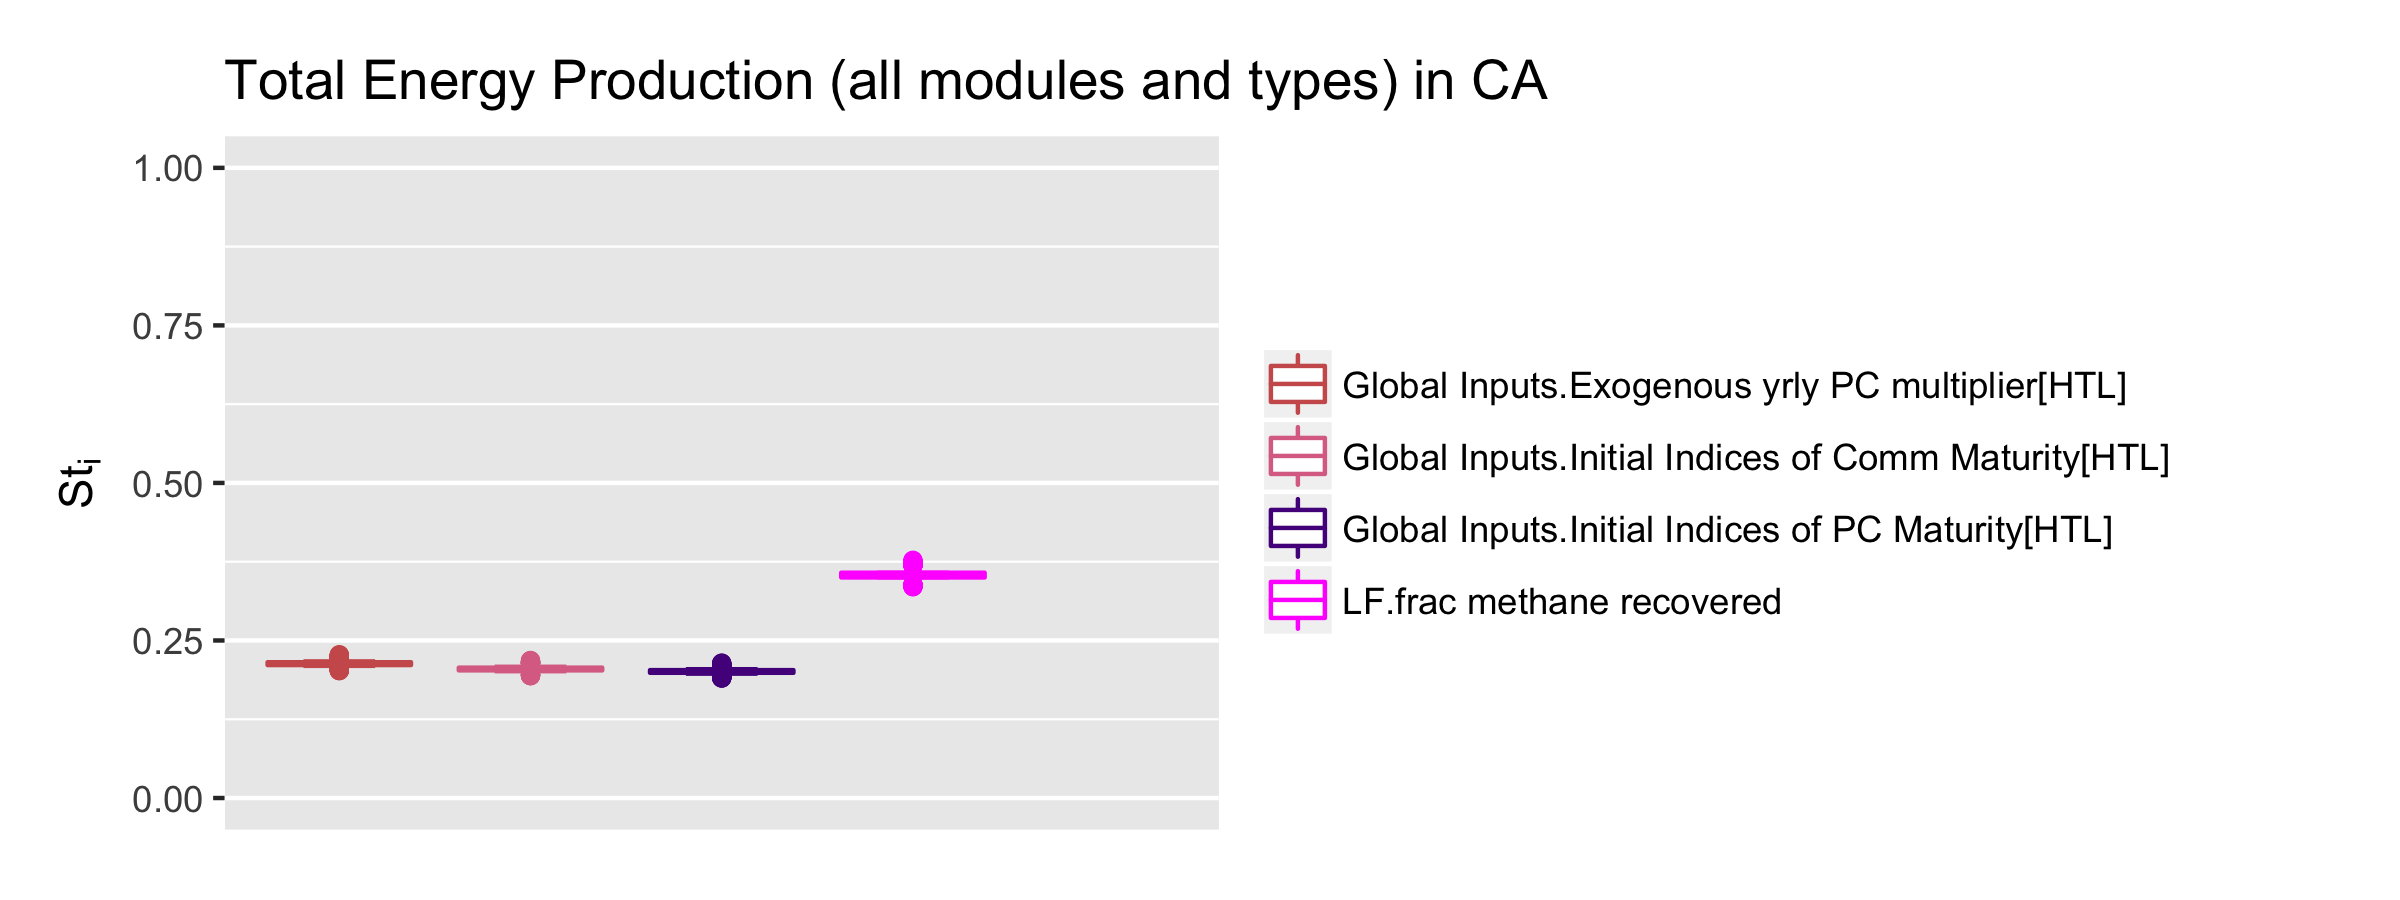 Total Energy Production (all modules and types) in CA
1.00
0.75
0.50
0.25
0.00
Sti
Global Inputs.Exogenous yrly PC multiplier[HTL]
Global Inputs.Initial Indices of Comm Maturity[HTL]
Global Inputs.Initial Indices of PC Maturity[HTL]
LF.frac methane recovered